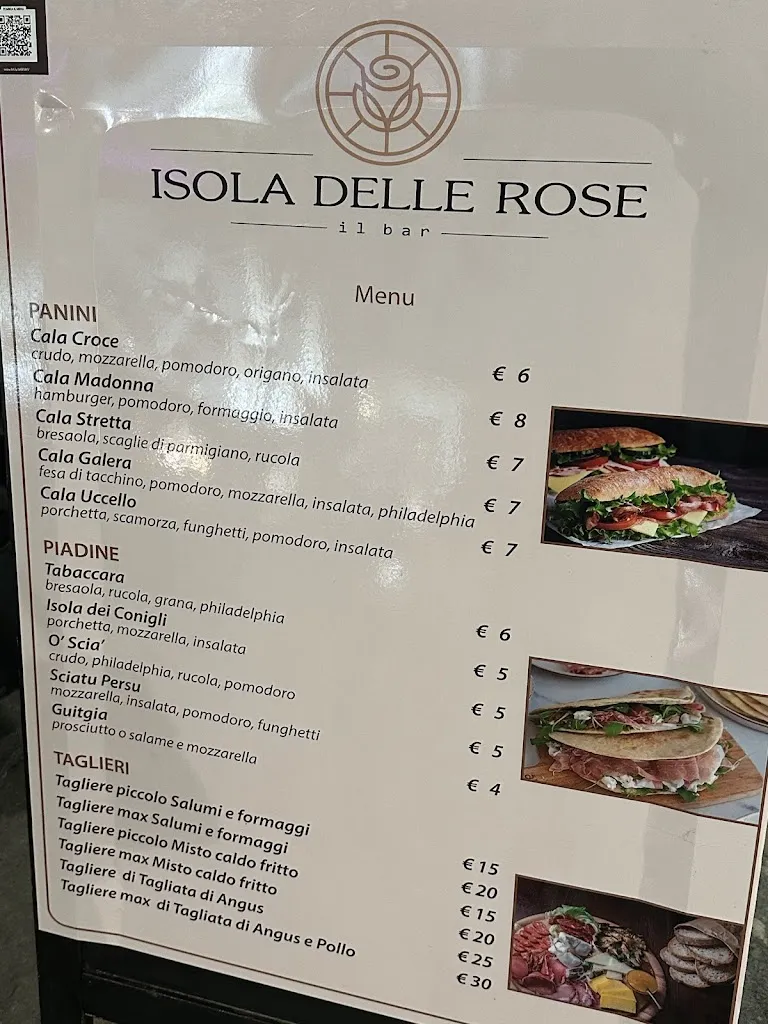 ISOLA DELLE ROSE
il bar
Menu
PANINI
Cala Croce
crudo, mozzarella, pomodoro, origano, insalata € 6
Cala Madonna
hamburger, pomodoro, formaggio, insalata € 8
Cala Stretta
bresaola, scaglie di parmigiano, rucola € 7
Cala Galera
fesa di tacchino, pomodoro, mozzarella, insalata, philadelphia € 7
Cala Uccello
porchetta, scamorza, funghetti, pomodoro, insalata € 7
PIADINE
Tabaccara
bresaola, rucola, grana, philadelphia € 6
Isola dei Conigli
porchetta, mozzarella, insalata € 5
O' Scia'
crudo, philadelphia, rucola, pomodoro € 5
Sciatu Persu
mozzarella, insalata, pomodoro, funghetti € 5
Guitgia
prosciutto o salame e mozzarella € 4
TAGLIERI
Tagliere piccolo Salumi e formaggi € 15
Tagliere max Salumi e formaggi € 20
Tagliere piccolo Misto caldo fritto € 15
Tagliere max Misto caldo fritto € 20
Tagliere di Tagliata di Angus € 25
Tagliere max di Tagliata di Angus e Pollo € 30